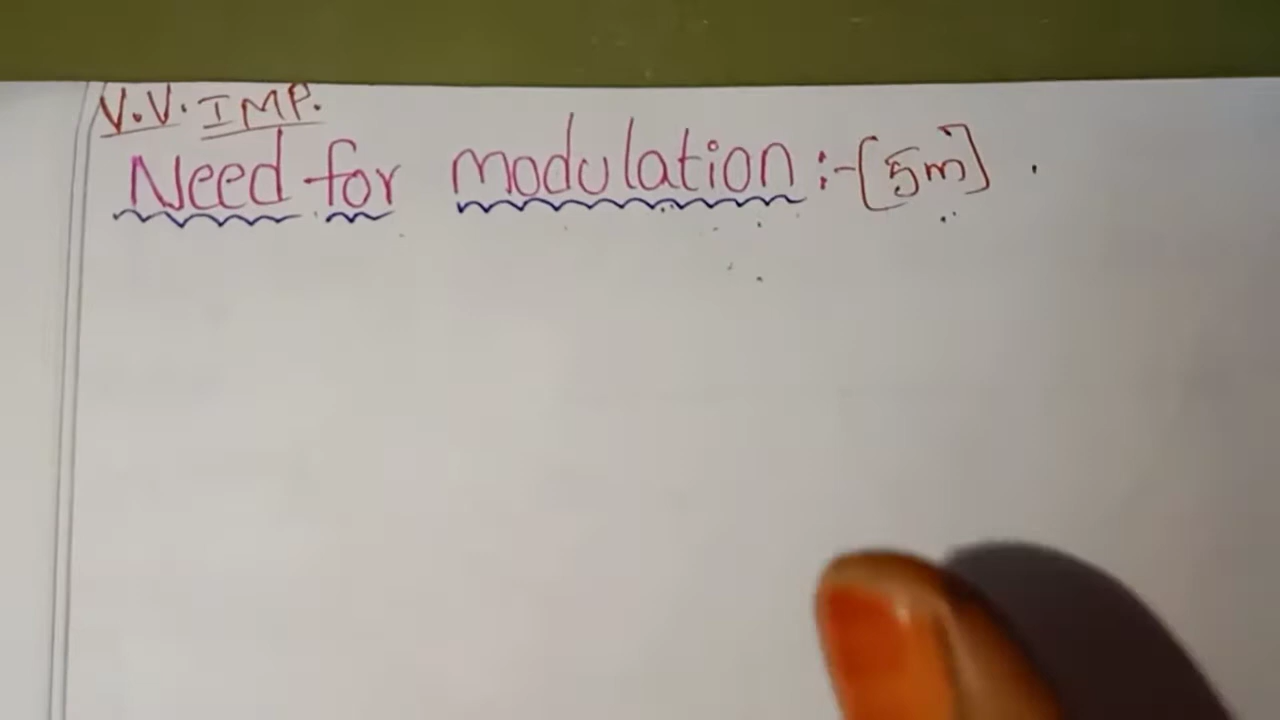 V.V. IMP.
Need for modulation :- [5m]